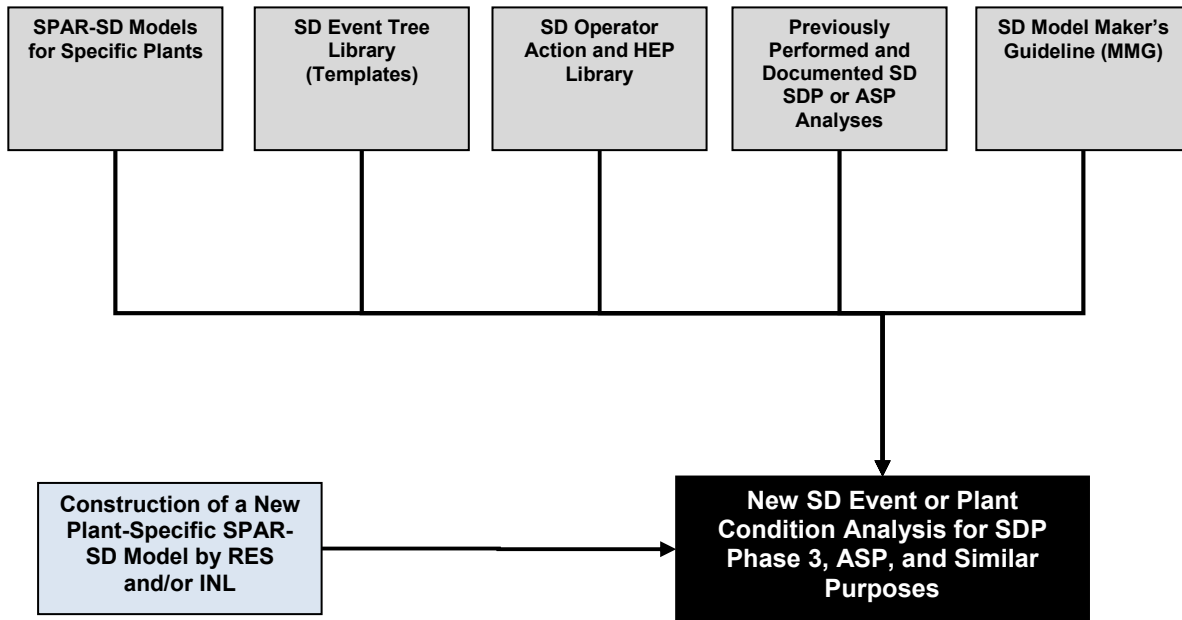 SPAR-SD Models
for Specific Plants
SD Event Tree
Library
(Templates)
SD Operator
Action and HEP
Library
Previously
Performed and
Documented SD
SDP or ASP
Analyses
SD Model Maker’s
Guideline (MMG)
Construction of a New
Plant-Specific SPAR-
SD Model by RES
and/or INL
New SD Event or Plant
Condition Analysis for SDP
Phase 3, ASP, and Similar
Purposes